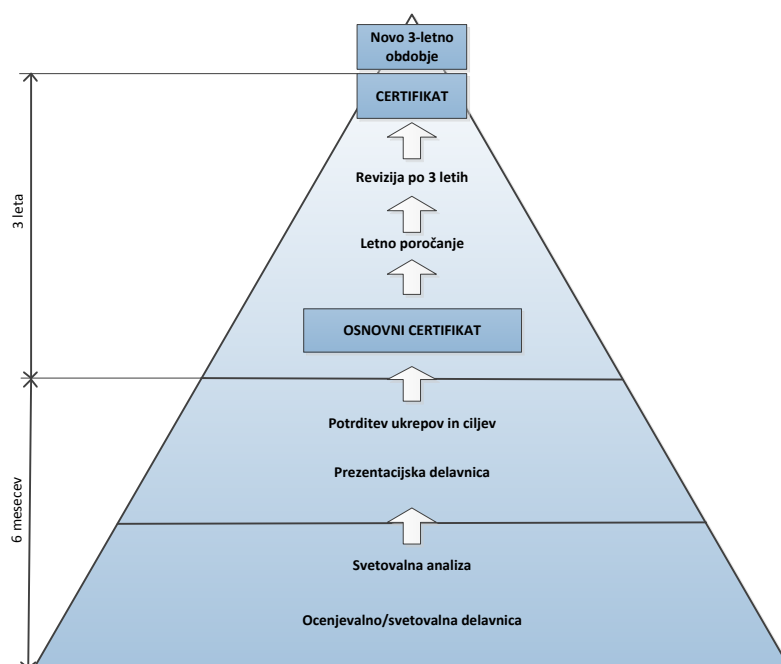 Novo 3-letno
obdobje
CERTIFIKAT
Revizija po 3 letih
3 leta
Letno poročanje
OSNOVNI CERTIFIKAT
Potrditev ukrepov in ciljev
Prezentacijska delavnica
6 mesecev
Svetovalna analiza
Ocenjevalno/svetovalna delavnica